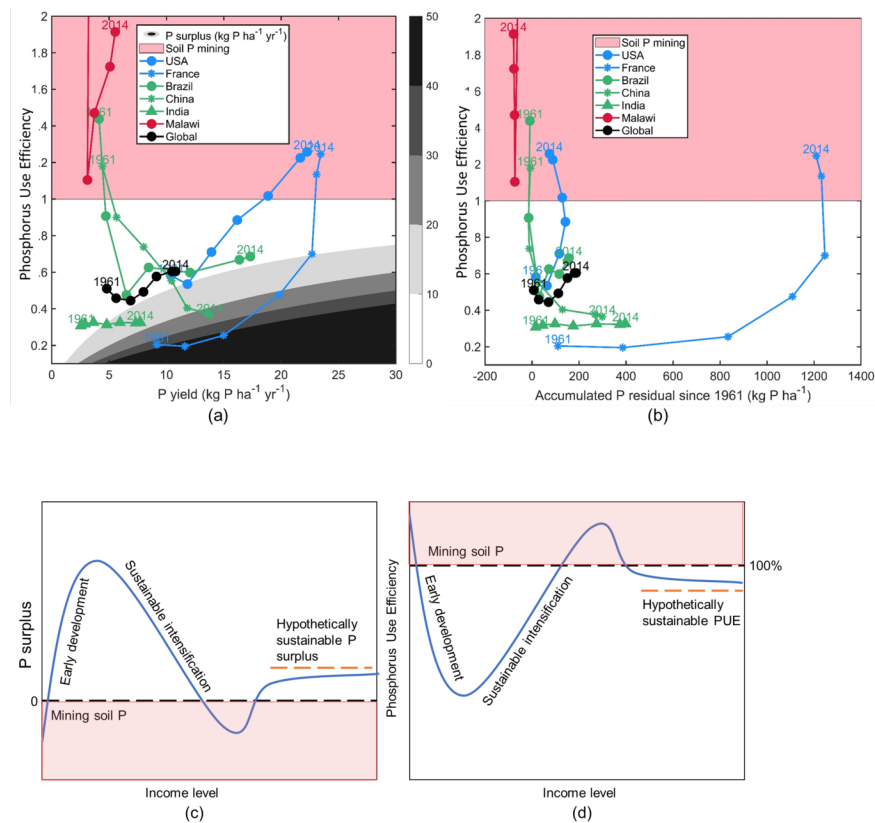 P surplus (kg P ha⁻¹ yr⁻¹)
Soil P mining
USA
France
Brazil
China
India
Malawi
Global
2014
61
1961
2014
2014
2014
2014
1961
2014
1961
2014
1961
2
1.8
1.6
.4
.2
1
.8
.6
0.4
0.2
Phosphorus Use Efficiency
0
5
10
15
20
25
30
P yield (kg P ha⁻¹ yr⁻¹)
50
40
30
20
10
0
(a)
Soil P mining
USA
France
Brazil
China
India
Malawi
Global
2014
1961
1961
2014
2014
196
2014
2014
1961
2014
1961
2014
1961
2
1.8
6
4
2
1
.8
.6
0.4
0.2
Phosphorus Use Efficiency
-200
0
200
400
600
800
1000
1200
1400
Accumulated P residual since 1961 (kg P ha⁻¹)
(b)
P surplus
0
Early development
Sustainable intensification
Hypothetically
sustainable P
surplus
Mining soil P
Income level
(c)
Phosphorus Use Efficiency
Mining soil P
100%
Early development
Sustainable intensification
Hypothetically
sustainable PUE
Income level
(d)